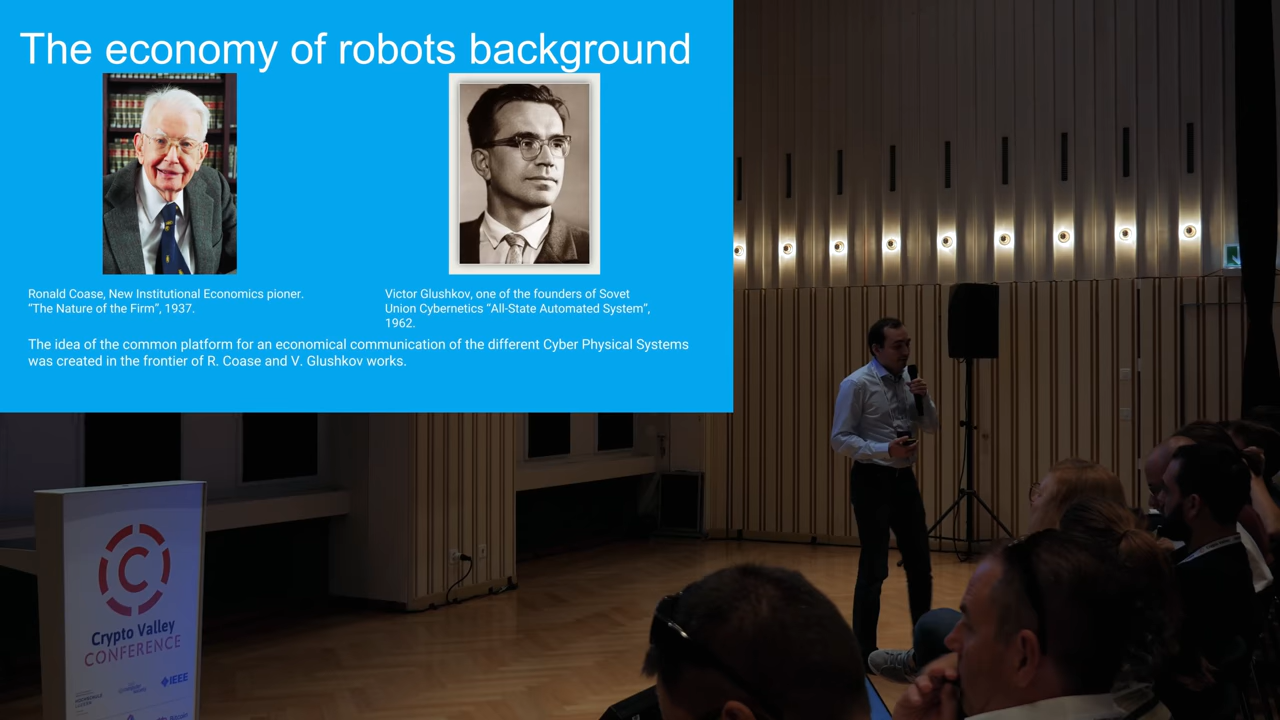 The economy of robots background
Ronald Coase, New Institutional Economics pioner.
“The Nature of the Firm”, 1937.
Victor Glushkov, one of the founders of Sovet
Union Cybernetics “All-State Automated System”,
1962.
The idea of the common platform for an economical communication of the different Cyber Physical Systems
was created in the frontier of R. Coase and V. Glushkov works.
C
Crypto Valley
CONFERENCE
IEEE